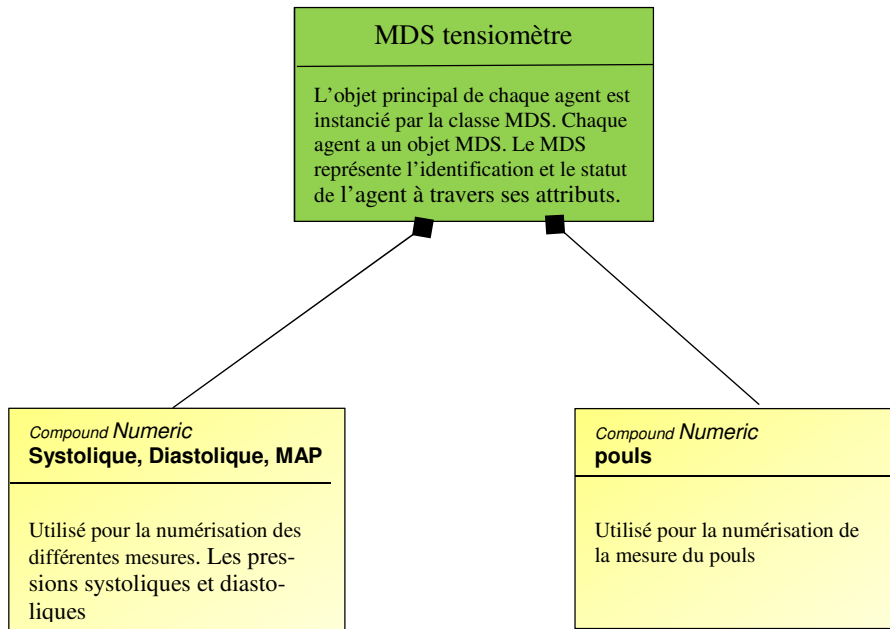 MDS tensiomètre
L'objet principal de chaque agent est
instancié par la classe MDS. Chaque
agent a un objet MDS. Le MDS
représente l'identification et le statut
de l'agent à travers ses attributs.
Compound Numeric
Systolique, Diastolique, MAP
Utilisé pour la numérisation des
différentes mesures. Les pres-
sions systoliques et diasto-
liques
Compound Numeric
pouls
Utilisé pour la numérisation de
la mesure du pouls